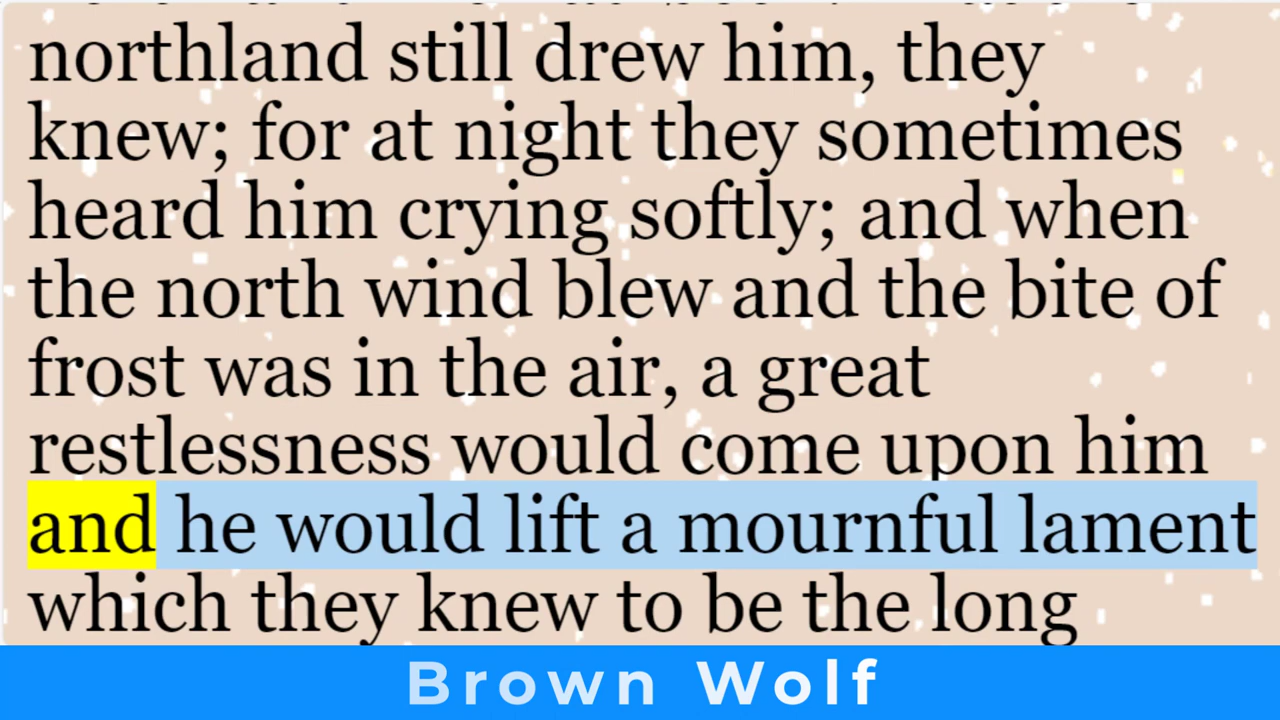 northland still drew him, they
knew; for at night they sometimes
heard him crying softly; and when
the north wind blew and the bite of
frost was in the air, a great
restlessness would come upon him
and he would lift a mournful lament
which they knew to be the long
Brown Wolf